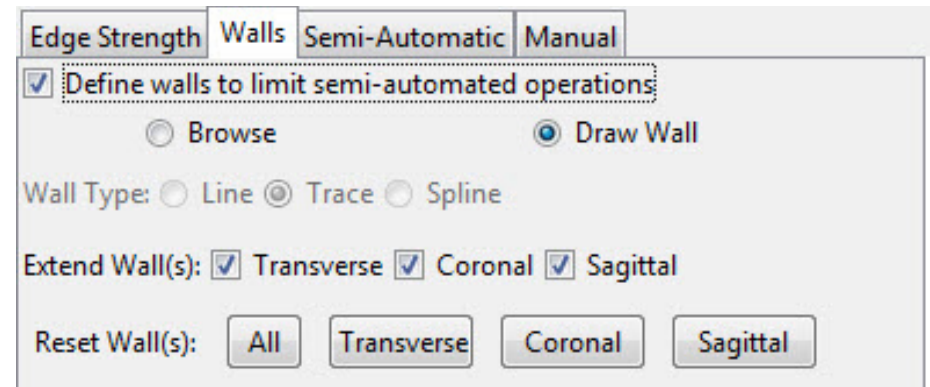 Edge Strength Walls Semi-Automatic Manual
Define walls to limit semi-automated operations
Browse Draw Wall
Wall Type: Line Trace Spline
Extend Wall(s): Transverse Coronal Sagittal
Reset Wall(s): All Transverse Coronal Sagittal